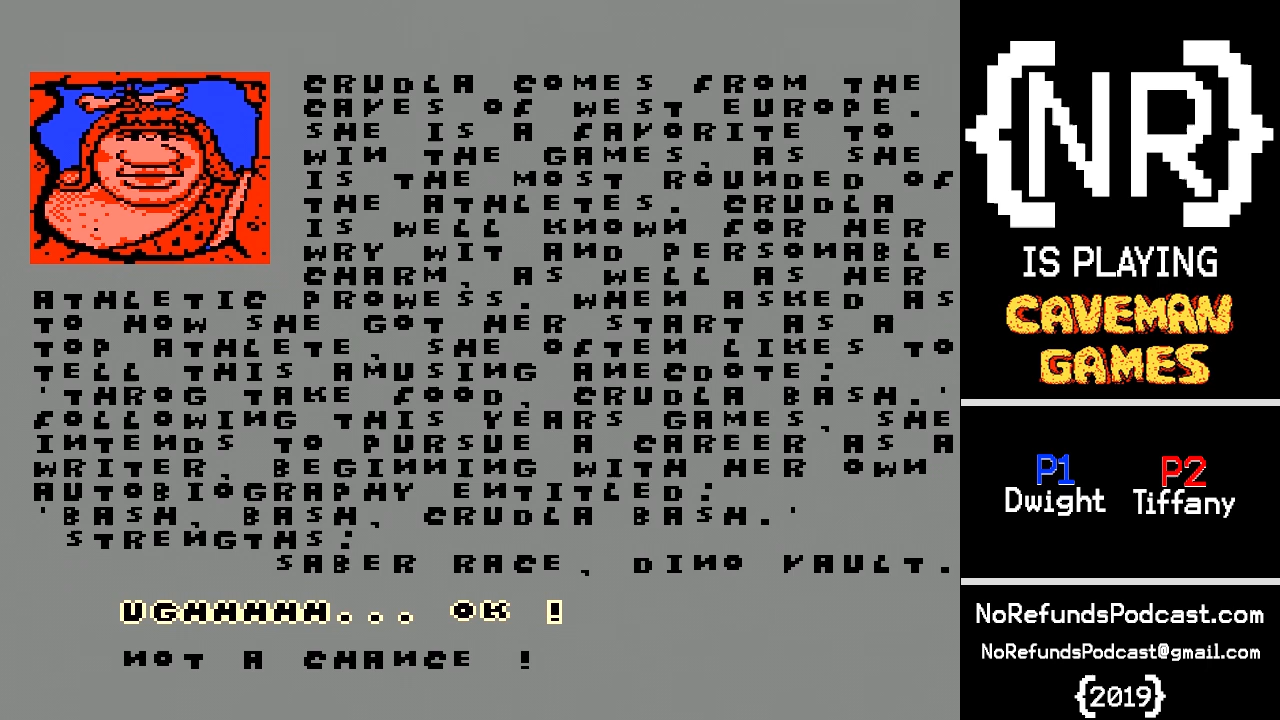 CRUDLA COMES FROM THE
CAVES OF WEST EUROPE.
SHE IS A FAVORITE TO
WIN THE GAMES, AS SHE
IS THE MOST ROUNDED OF
THE ATHLETES. CRUDLA
IS WELL KNOWN FOR HER
WRY WIT AND PERSONABLE
CHARM, AS WELL AS HER
ATHLETIC PROWESS. WHEN ASKED AS
TO HOW SHE GOT HER START AS A
TOP ATHLETE, SHE OFTEN LIKES TO
TELL THIS AMUSING ANECDOTE:
'THROG TAKE FOOD, CRUDLA BASH.'
FOLLOWING THIS YEARS GAMES, SHE
INTENDS TO PURSUE A CAREER AS A
WRITER, BEGINNING WITH HER OWN
AUTOBIOGRAPHY ENTITLED:
'BASH, BASH, CRUDLA BASH.'
STRENGTHS:
SABER RACE, DINO VAULT.
UGHHHHH... OK !
NOT A CHANCE !
{NR}
IS PLAYING
CAVEMAN
GAMES
P1 P2
Dwight Tiffany
NoRefundsPodcast.com
NoRefundsPodcast@gmail.com
{2019}